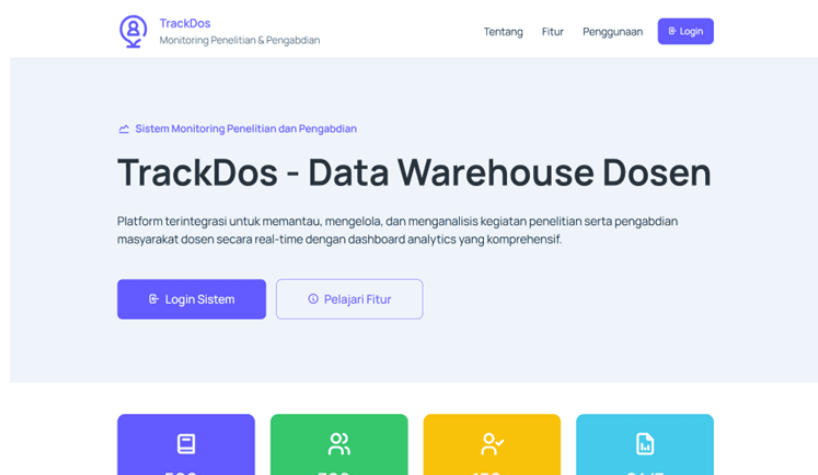 TrackDos
Monitoring Penelitian & Pengabdian
Tentang Fitur Penggunaan Login
Sistem Monitoring Penelitian dan Pengabdian
TrackDos - Data Warehouse Dosen
Platform terintegrasi untuk memantau, mengelola, dan menganalisis kegiatan penelitian serta pengabdian
masyarakat dosen secara real-time dengan dashboard analytics yang komprehensif.
Login Sistem Pelajari Fitur